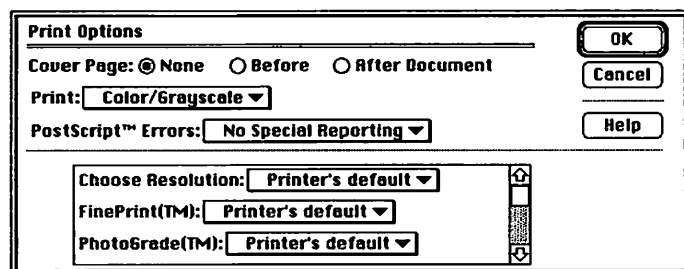 Print Options
OK
Cover Page: None Before After Document
Cancel
Print: Color/Grayscale
PostScript™ Errors: No Special Reporting
Help
Choose Resolution: Printer's default
FinePrint(TM): Printer's default
PhotoGrade(TM): Printer's default